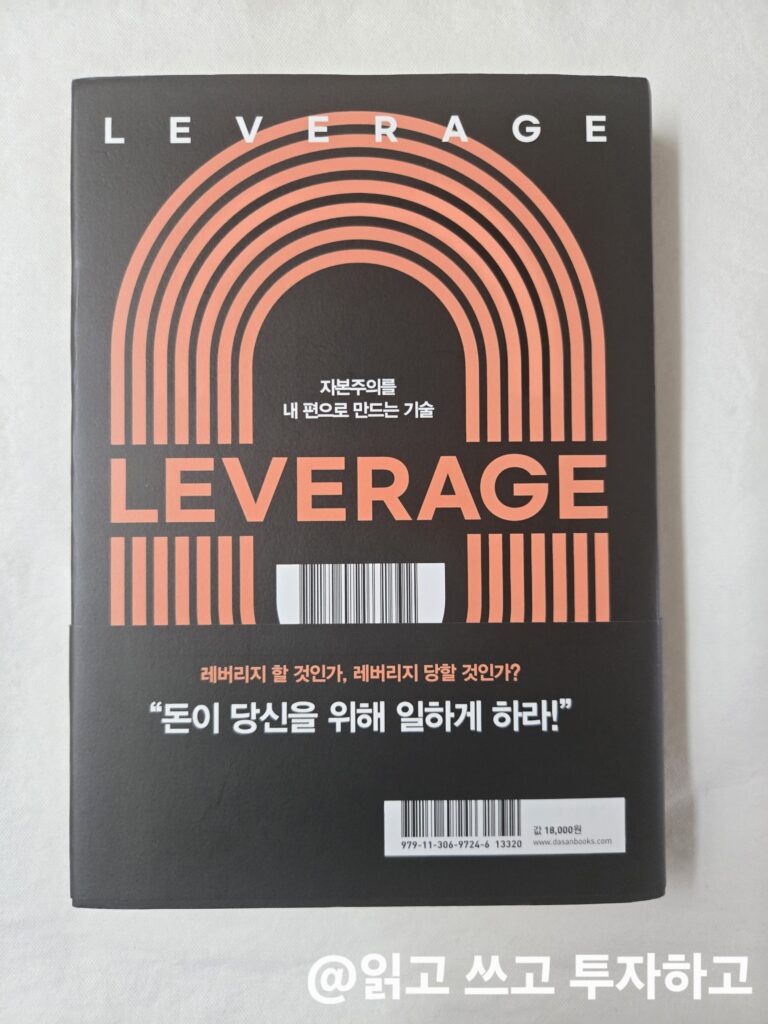 LEVERAGE
자본주의를
내 편으로 만드는 기술
LEVERAGE
레버리지 할 것인가, 레버리지 당할 것인가?
“돈이 당신을 위해 일하게 하라!”
979-11-306-9724-6 13320
값 18,000원
www.dasanbooks.com
@읽고 쓰고 투자하고